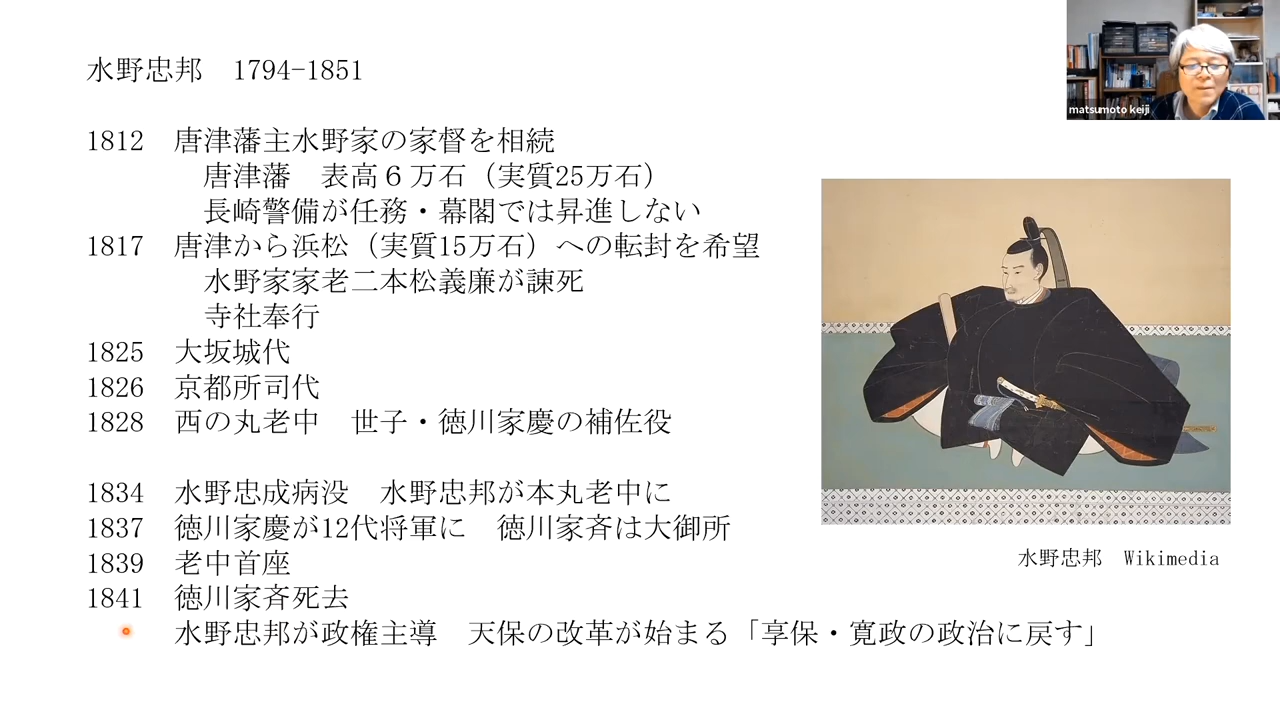 水野忠邦　1794-1851
1812　唐津藩主水野家の家督を相続
唐津藩　表高６万石（実質25万石）
長崎警備が任務・幕閣では昇進しない
1817　唐津から浜松（実質15万石）への転封を希望
水野家家老二本松義廉が諌死
寺社奉行
1825　大坂城代
1826　京都所司代
1828　西の丸老中　世子・徳川家慶の補佐役
1834　水野忠成病没　水野忠邦が本丸老中に
1837　徳川家慶が12代将軍に　徳川家斉は大御所
1839　老中首座
1841　徳川家斉死去
水野忠邦が政権主導　天保の改革が始まる「享保・寛政の政治に戻す」
水野忠邦　Wikimedia
matsumoto keiji